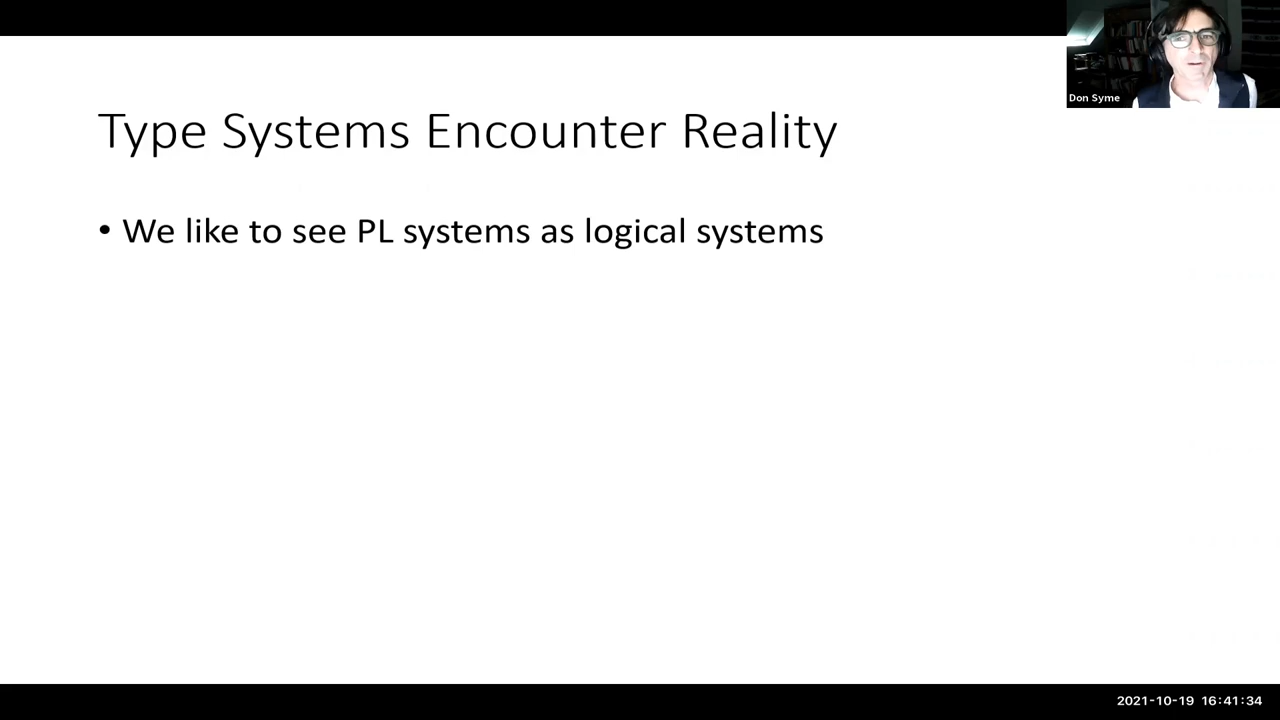 Don Syme
Type Systems Encounter Reality
• We like to see PL systems as logical systems
2021-10-19 16:41:34